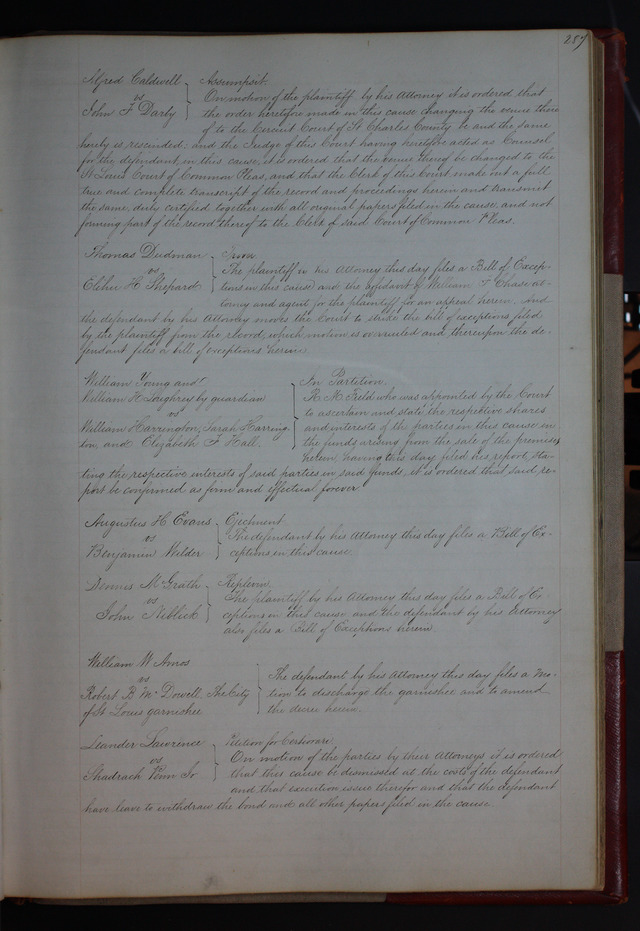 287
Alfred Caldwell } Assumpsit.
vs
John F Darby
On motion of the plaintiff by his Attorney it is ordered that
the order heretofore made in this cause changing the venue there
of to the Circuit Court of St Charles County be and the same
hereby is rescinded; and the Judge of this Court having heretofore acted as Counsel
for the defendant in this cause, it is ordered that the venue thereof be changed to the
St Louis Court of Common Pleas, and that the Clerk of this Court make out a full
true and complete transcript of the record and proceedings herein and transmit
the same, duly certified together with all original papers filed in the cause, and not
forming part of the record thereof to the Clerk of said Court of Common Pleas.
Thomas Dudman
vs
Elihu H Shepard
The plaintiff by his Attorney this day files a Bill of Excep-
tions in this cause and the affidavit of William Chase at-
torney and agent for the plaintiff for an appeal herein. And
the defendant by his Attorney moves the Court to strike the bill of exceptions filed
by the plaintiff from the record, which motion is overruled and thereupon the de-
fendant files a bill of exceptions herein.
William Young and
William H Loughrey by guardian
vs
William Harrington, Sarah Harring-
ton, and Elizabeth F Hall.
In Partition
R M Field who was appointed by the Court
to ascertain and state the respective shares
and interests of the parties in this cause in
the funds arising from the sale of the premises
herein, having this day filed his report, sta-
ting the respective interests of said parties in said funds, it is ordered that said re-
port be confirmed as firm and effectual forever
Augustus H Evans } Ejectment
vs
Benjamin Wilder
The defendant by his Attorney this day files a Bill of Ex-
ceptions in this cause.
Dennis McGrath } Replevin.
vs
John Niblick
The plaintiff by his Attorney this day files a Bill of Ex-
ceptions in this cause and the defendant by his Attorney
also files a Bill of Exceptions herein
William W Amos
vs
Robert B McDowell, The City
of St Louis garnishee
The defendant by his Attorney this day files a mo-
tion to discharge the garnishee and to amend
the decree herein.
Leander Lawrence } Petition for Certiorari
vs
Shadrach Penn Jr
On motion of the parties by their Attorneys it is ordered
that this cause be dismissed at the costs of the defendant
and that execution issue therefor and that the defendant
have leave to withdraw the bond and all other papers filed in the cause.